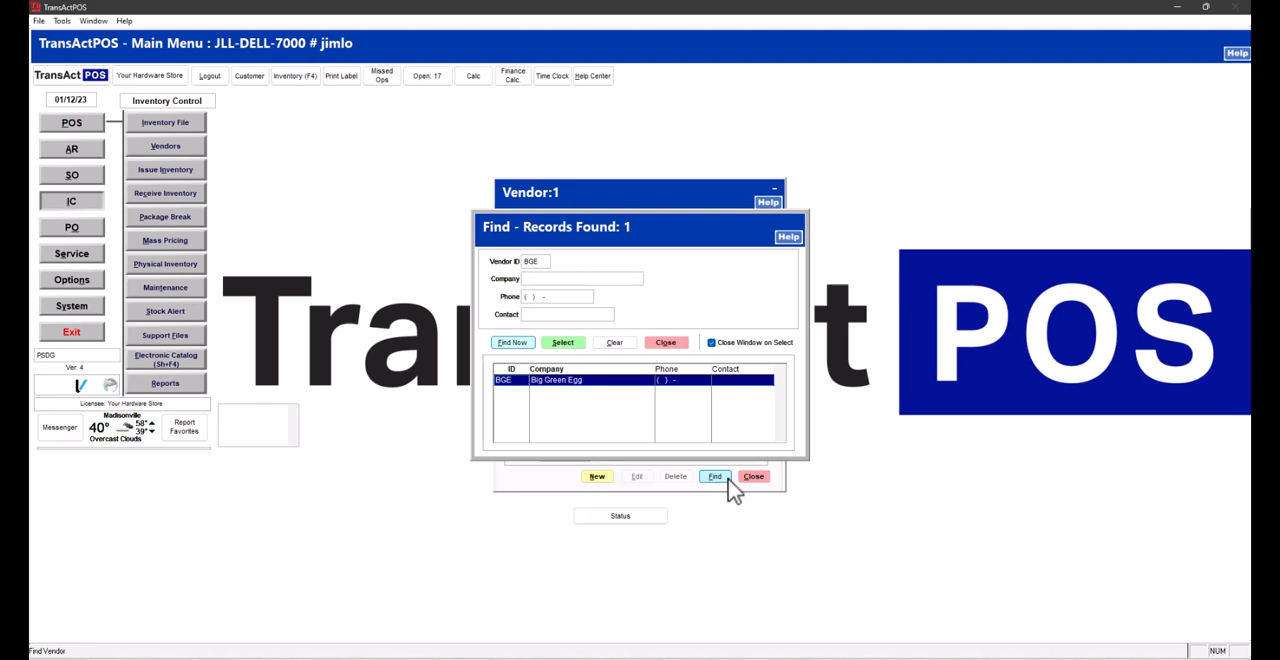 TransActPOS
File Tools Window Help
TransActPOS - Main Menu : JLL-DELL-7000 # jimlo
Help
TransAct POS
Your Hardware Store
Logout
Customer
Inventory (F4)
Print Label
Missed
Ops
Open: 17
Calc
Finance
Calc.
Time Clock
Help Center
01/12/23
Inventory Control
POS
AR
SO
IC
PO
Service
Options
System
Exit
Inventory File
Vendors
Issue Inventory
Receive Inventory
Package Break
Mass Pricing
Physical Inventory
Maintenance
Stock Alert
Support Files
Electronic Catalog
(Sh+F4)
Reports
PSDG
Ver. 4
Licensee: Your Hardware Store
Messenger
Madisonville
40° 58°
39°
Overcast Clouds
Report
Favorites
Vendor:1
Help
Find - Records Found: 1
Help
Vendor ID BGE
Company
Phone ( ) -
Contact
Find Now Select Clear Close Close Window on Select
ID Company Phone Contact
BGE Big Green Egg ( ) -
New Edit Delete Find Close
Status
Tra t POS
Find Vendor
NUM